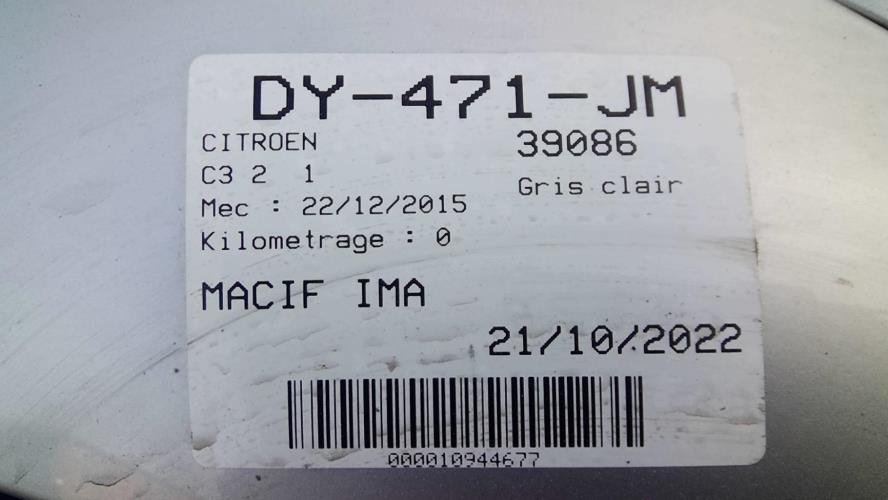 DY-471-JM
CITROEN 39086
C3 2 1
Gris clair
Mec : 22/12/2015
Kilometrage : 0
MACIF IMA
21/10/2022
000010944677